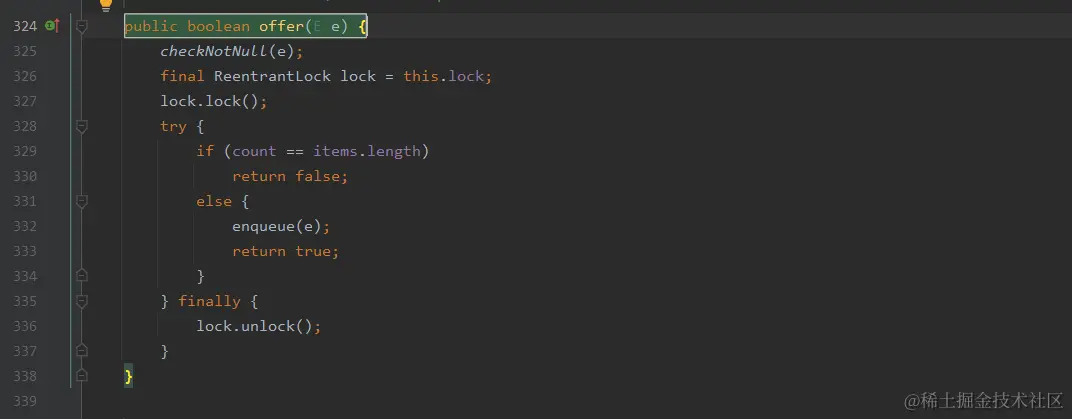 324 public boolean offer(E e) {
325 checkNotNull(e);
326 final ReentrantLock lock = this.lock;
327 lock.lock();
328 try {
329 if (count == items.length)
330 return false;
331 else {
332 enqueue(e);
333 return true;
334 }
335 } finally {
336 lock.unlock();
337 }
338 }
339
@稀土掘金技术社区